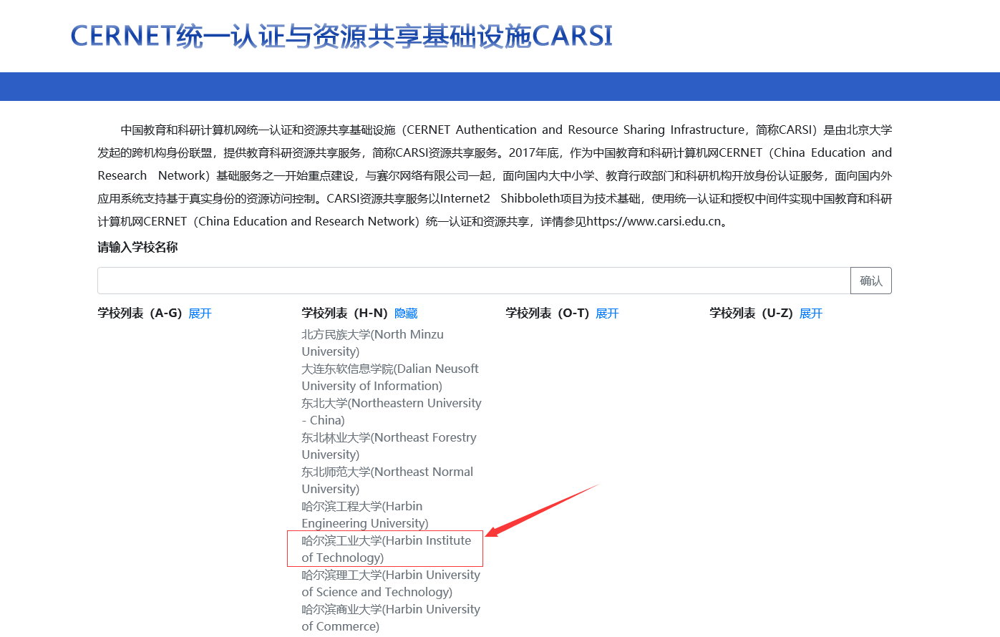 CERNET统一认证与资源共享基础设施CARSI
中国教育和科研计算机网统一认证和资源共享基础设施（CERNET Authentication and Resource Sharing Infrastructure，简称CARSI）是由北京大学
发起的跨机构身份联盟，提供教育科研资源共享服务，简称CARSI资源共享服务。2017年底，作为中国教育和科研计算机网CERNET（China Education and
Research Network）基础服务之一开始重点建设，与赛尔网络有限公司一起，面向国内大中小学、教育行政部门和科研机构开放身份认证服务，面向国内外
应用系统支持基于真实身份的资源访问控制。CARSI资源共享服务以Internet2 Shibboleth项目为技术基础，使用统一认证和授权中间件实现中国教育和科研
计算机网CERNET（China Education and Research Network）统一认证和资源共享，详情参见https://www.carsi.edu.cn。
请输入学校名称
确认
学校列表（A-G）展开
学校列表（H-N）隐藏
学校列表（O-T）展开
学校列表（U-Z）展开
北方民族大学(North Minzu
University)
大连东软信息学院(Dalian Neusoft
University of Information)
东北大学(Northeastern University
- China)
东北林业大学(Northeast Forestry
University)
东北师范大学(Northeast Normal
University)
哈尔滨工程大学(Harbin
Engineering University)
哈尔滨工业大学(Harbin Institute
of Technology)
哈尔滨理工大学(Harbin University
of Science and Technology)
哈尔滨商业大学(Harbin University
of Commerce)